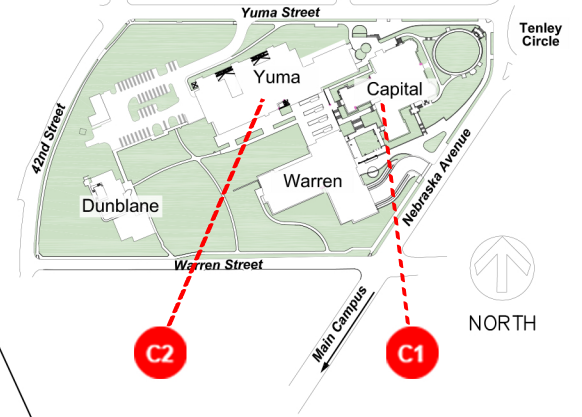 Yuma Street
Tenley
Circle
Yuma
Capital
42nd Street
Nebraska Avenue
Warren
Dunblane
Warren Street
Main Campus
NORTH
C2
C1